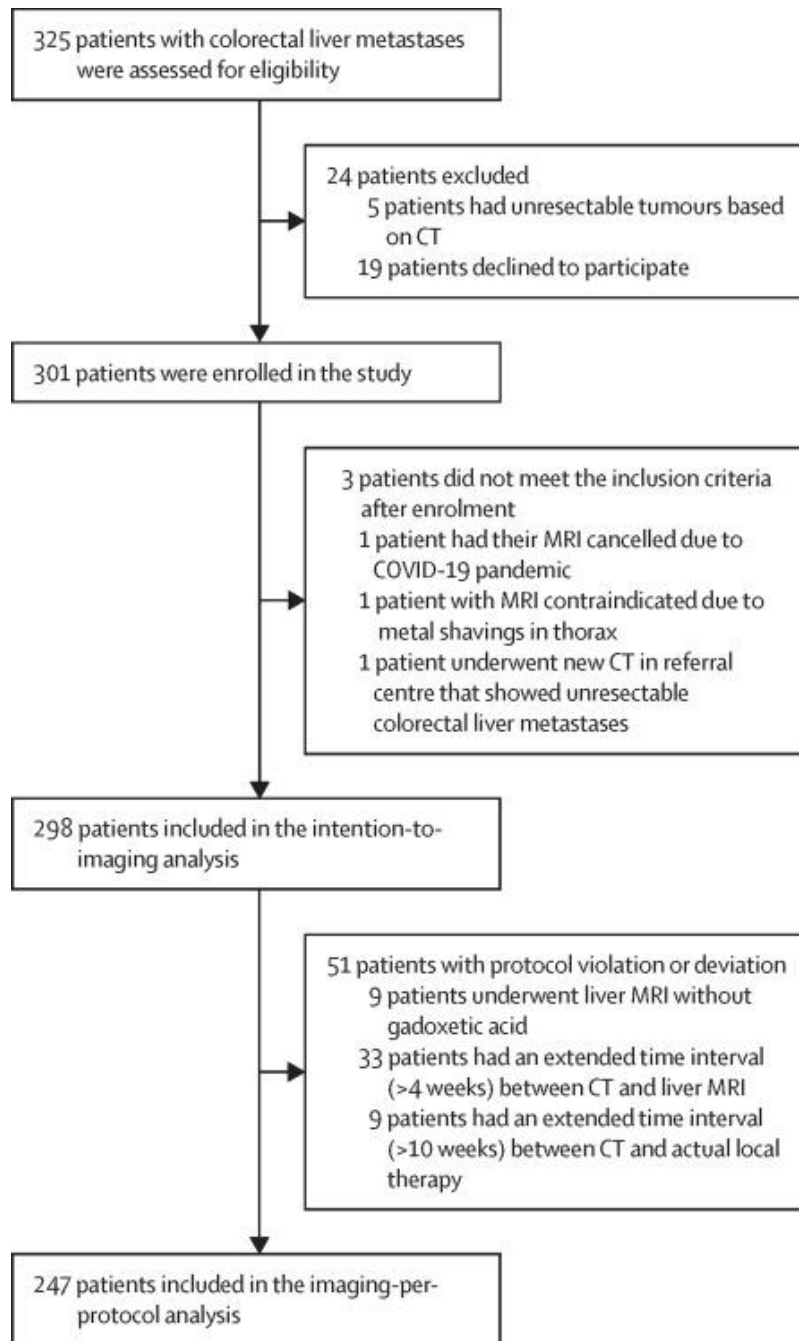 325 patients with colorectal liver metastases
were assessed for eligibility
24 patients excluded
5 patients had unresectable tumours based
on CT
19 patients declined to participate
301 patients were enrolled in the study
3 patients did not meet the inclusion criteria
after enrolment
1 patient had their MRI cancelled due to
COVID-19 pandemic
1 patient with MRI contraindicated due to
metal shavings in thorax
1 patient underwent new CT in referral
centre that showed unresectable
colorectal liver metastases
298 patients included in the intention-to-
imaging analysis
51 patients with protocol violation or deviation
9 patients underwent liver MRI without
gadoxetic acid
33 patients had an extended time interval
(>4 weeks) between CT and liver MRI
9 patients had an extended time interval
(>10 weeks) between CT and actual local
therapy
247 patients included in the imaging-per-
protocol analysis